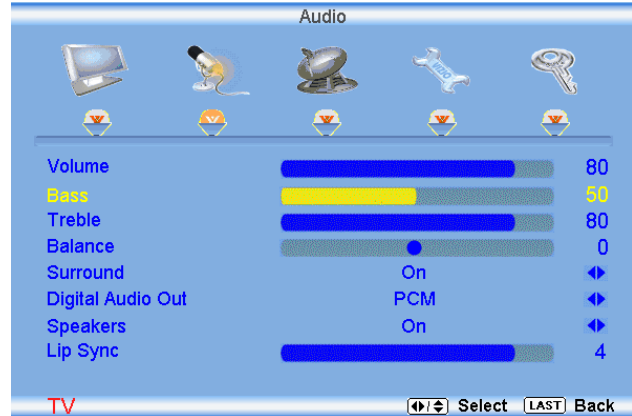 Audio
VIZIO
Volume 80
Bass 50
Treble 80
Balance 0
Surround On
Digital Audio Out PCM
Speakers On
Lip Sync 4
TV Select LAST Back